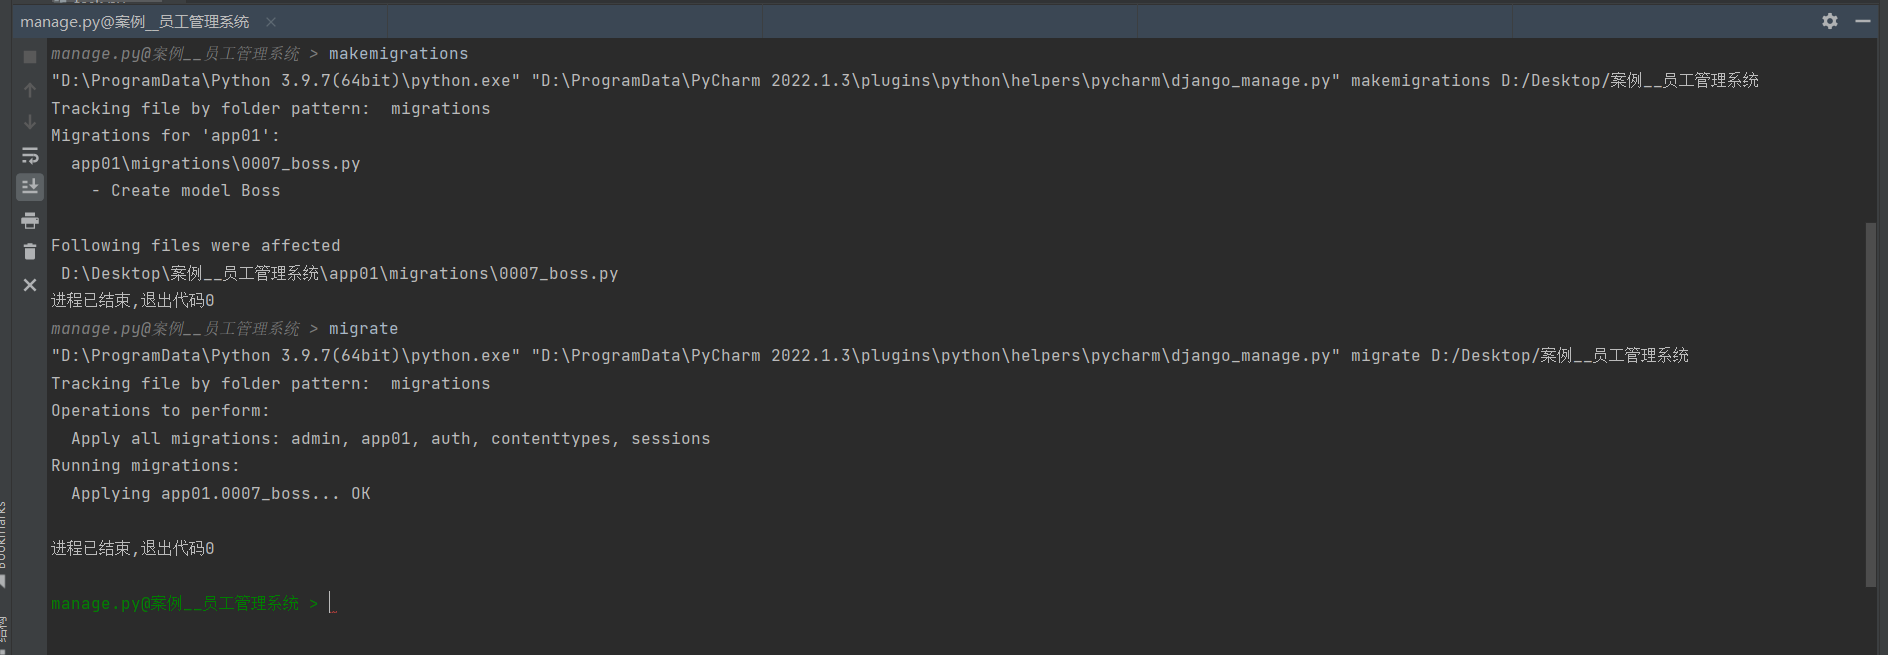 manage.py@案例__员工管理系统
manage.py@案例__员工管理系统 > makemigrations
"D:\ProgramData\Python 3.9.7(64bit)\python.exe" "D:\ProgramData\PyCharm 2022.1.3\plugins\python\helpers\pycharm\django_manage.py" makemigrations D:/Desktop/案例__员工管理系统
Tracking file by folder pattern:  migrations
Migrations for 'app01':
  app01\migrations\0007_boss.py
    - Create model Boss
Following files were affected
 D:\Desktop\案例__员工管理系统\app01\migrations\0007_boss.py
进程已结束,退出代码0
manage.py@案例__员工管理系统 > migrate
"D:\ProgramData\Python 3.9.7(64bit)\python.exe" "D:\ProgramData\PyCharm 2022.1.3\plugins\python\helpers\pycharm\django_manage.py" migrate D:/Desktop/案例__员工管理系统
Tracking file by folder pattern:  migrations
Operations to perform:
  Apply all migrations: admin, app01, auth, contenttypes, sessions
Running migrations:
  Applying app01.0007_boss... OK
进程已结束,退出代码0
manage.py@案例__员工管理系统 >
Bookmarks
结构